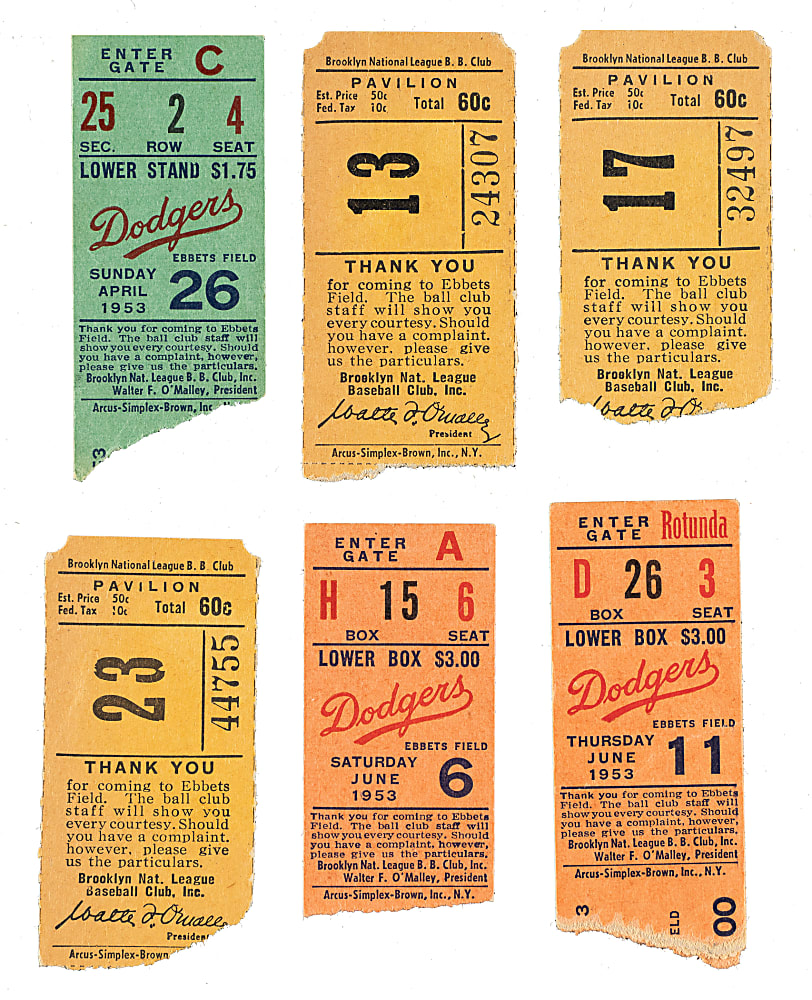 ENTER
GATE C
25 2 4
SEC. ROW SEAT
LOWER STAND $1.75
Dodgers
EBBETS FIELD
SUNDAY
APRIL
1953
26
Thank you for coming to Ebbets
Field. The ball club staff will
show you every courtesy. Should
you have a complaint, however,
please give us the particulars.
Brooklyn Nat. League B. B. Club, Inc.
Walter F. O'Malley, President
Arcus-Simplex-Brown, Inc
Brooklyn National League B. B. Club
PAVILION
Est. Price 50c
Fed. Tax 10c
Total 60c
13
24307
THANK YOU
for coming to Ebbets
Field. The ball club
staff will show you
every courtesy. Should
you have a complaint,
however, please give
us the particulars.
Brooklyn Nat. League
Baseball Club, Inc.
Walter F. O'Malley
President
Arcus-Simplex-Brown, Inc., N.Y.
Brooklyn National League B. B. Club
PAVILION
Est. Price 50c
Fed. Tax 10c
Total 60c
17
32497
THANK YOU
for coming to Ebbets
Field. The ball club
staff will show you
every courtesy. Should
you have a complaint,
however, please give
us the particulars.
Brooklyn Nat. League
Baseball Club, Inc.
Walter F.
Brooklyn National League B. B. Club
PAVILION
Est. Price 50c
Fed. Tax 10c
Total 60c
23
44755
THANK YOU
for coming to Ebbets
Field. The ball club
staff will show you
every courtesy. Should
you have a complaint,
however, please give
us the particulars.
Brooklyn Nat. League
Baseball Club, Inc.
Walter F. O'Malle
Presiden
Arcus-Simplex-Brown
ENTER
GATE A
H 15 6
BOX SEAT
LOWER BOX $3.00
Dodgers
EBBETS FIELD
SATURDAY
JUNE
1953
6
Thank you for coming to Ebbets
Field. The ball club staff will
show you every courtesy. Should
you have a complaint, however,
please give us the particulars.
Brooklyn Nat. League B. B. Club, Inc.
Walter F. O'Malley, President
Arcus-Simplex-Brown, Inc., N.Y.
ENTER
GATE Rotunda
D 26 3
BOX SEAT
LOWER BOX $3.00
Dodgers
EBBETS FIELD
THURSDAY
JUNE
1953
11
Thank you for coming to Ebbets
Field. The ball club staff will
show you every courtesy. Should
you have a complaint, however,
please give us the particulars.
Brooklyn Nat. League B. B. Club, Inc.
Walter F. O'Malley, President
Arcus-Simplex-Brown, Inc., N.Y.
3
ELD
00